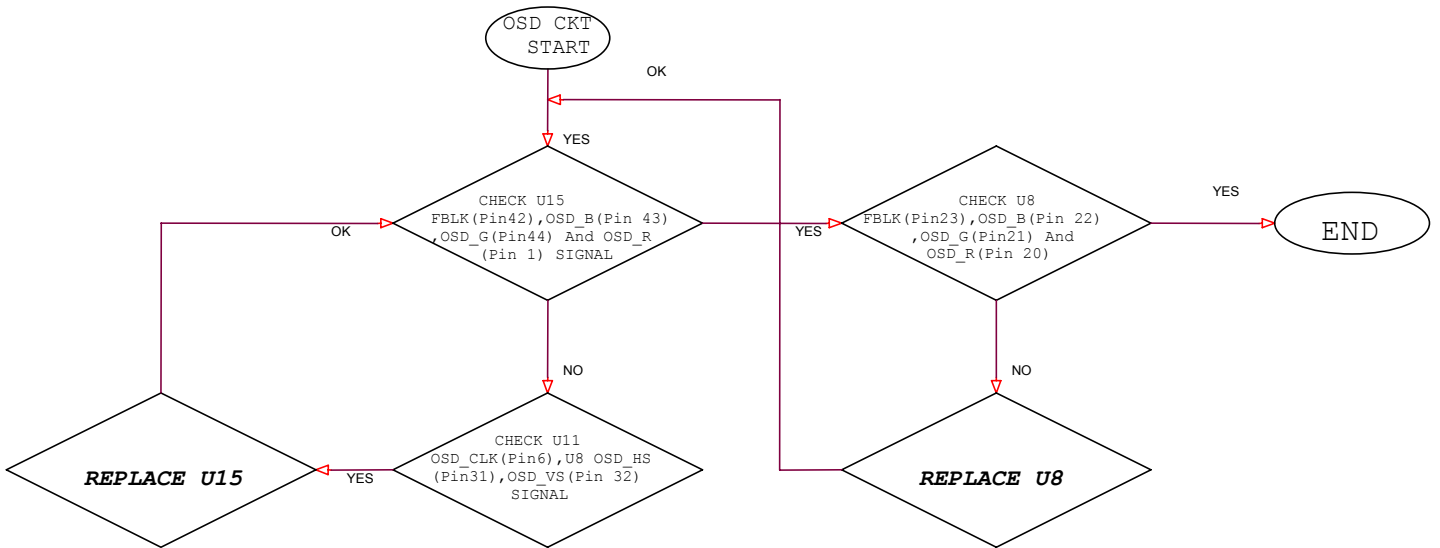 OSD CKT
START
OK
YES
CHECK U15
FBLK(Pin42),OSD_B(Pin 43)
,OSD_G(Pin44) And OSD_R
(Pin 1) SIGNAL
OK
YES
CHECK U8
FBLK(Pin23),OSD_B(Pin 22)
,OSD_G(Pin21) And
OSD_R(Pin 20)
YES
END
NO
NO
REPLACE U15
YES
CHECK U11
OSD_CLK(Pin6),U8 OSD_HS
(Pin31),OSD_VS(Pin 32)
SIGNAL
REPLACE U8